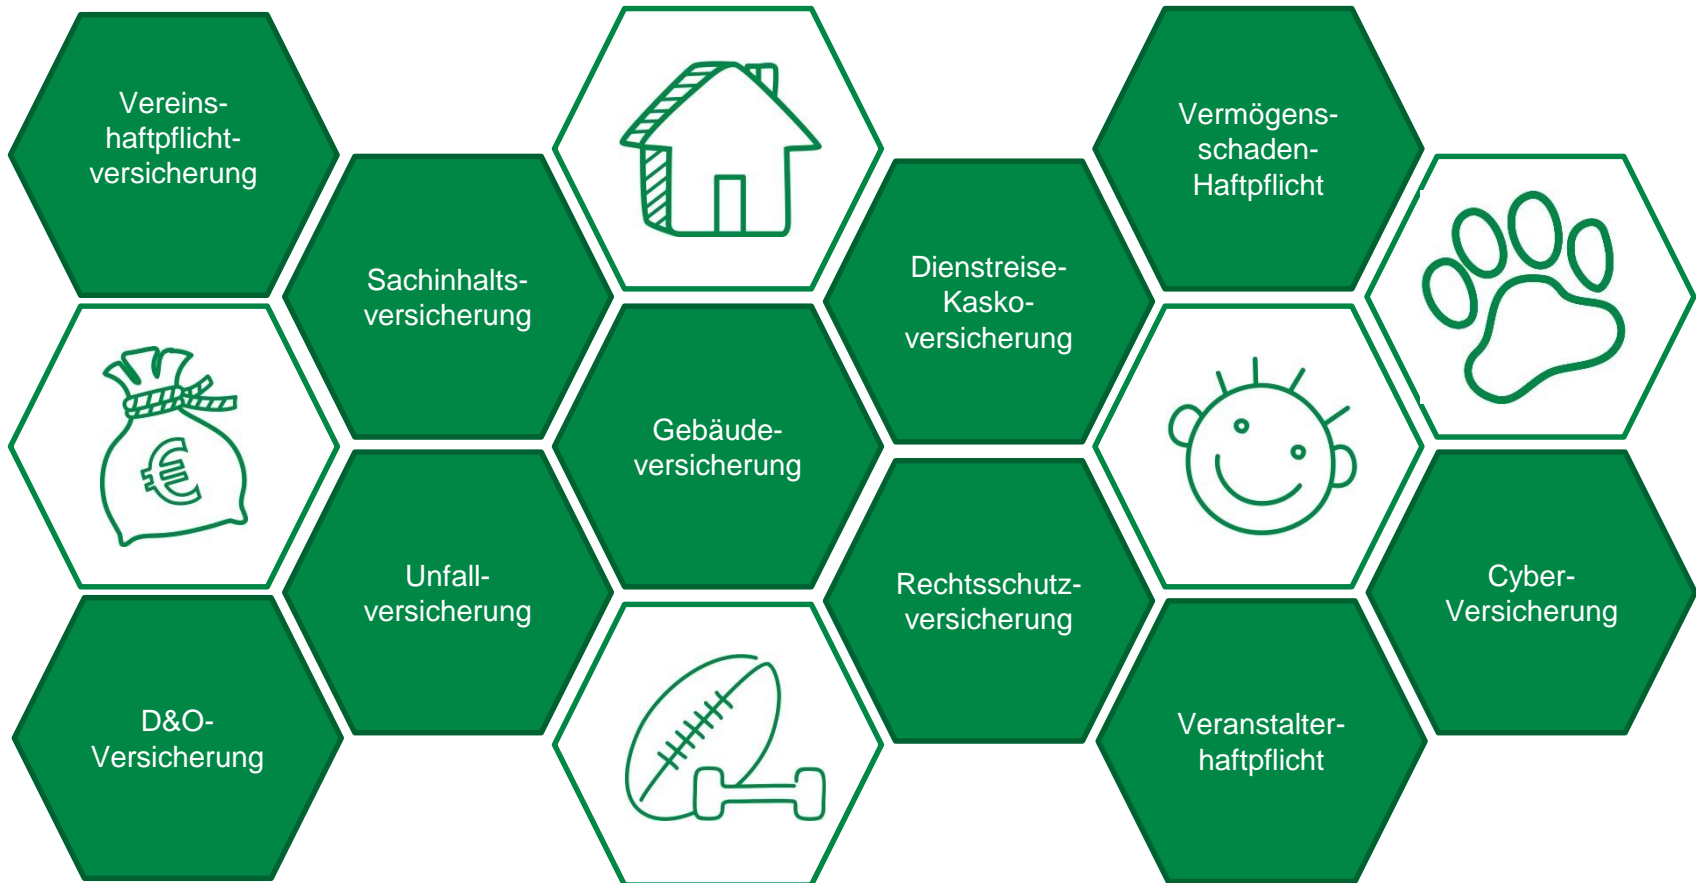 Vereins-
haftpflicht-
versicherung
Sachinhalts-
versicherung
Vermögens-
schaden-
Haftpflicht
Dienstreise-
Kasko-
versicherung
Gebäude-
versicherung
€
Unfall-
versicherung
Rechtsschutz-
versicherung
Cyber-
Versicherung
D&O-
Versicherung
Veranstalter-
haftpflicht